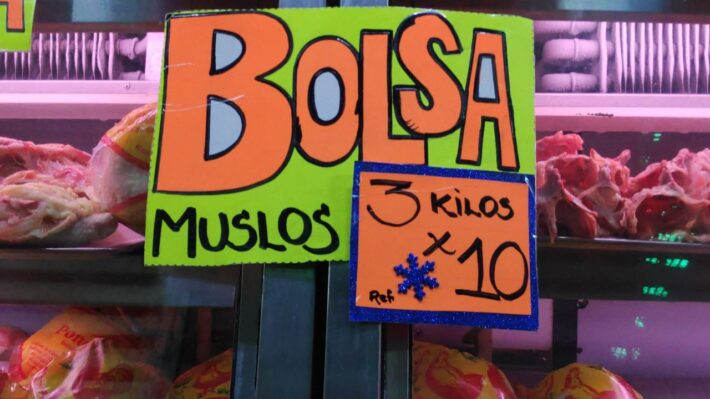 BOLSA
MUSLOS
3 KILOS
x 10
Ref